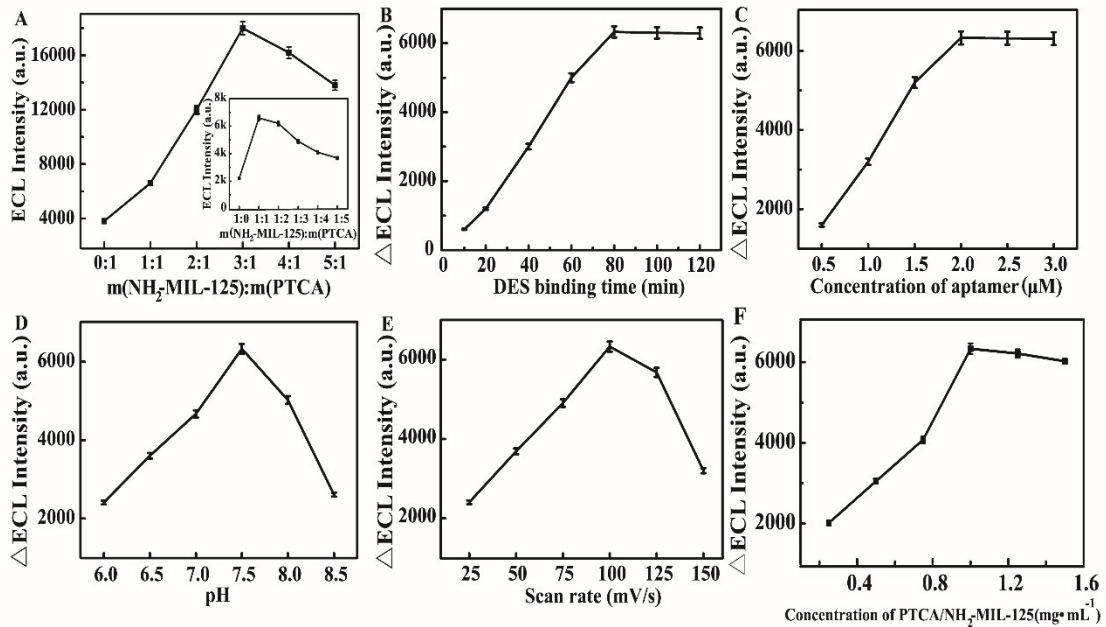 A
ECL Intensity (a.u.)
16000
12000
8000
4000
0:1 1:1 2:1 3:1 4:1 5:1
m(NH2-MIL-125):m(PTCA)
ECL Intensity (a.u.)
8k
6k
4k
2k
0
1:0 1:1 1:2 1:3 1:4 1:5
m(NH2-MIL-125):m(PTCA)
B
△ECL Intensity (a.u.)
6000
4000
2000
0
0 20 40 60 80 100 120
DES binding time (min)
C
△ECL Intensity (a.u.)
8000
6000
4000
2000
0.5 1.0 1.5 2.0 2.5 3.0
Concentration of aptamer (μM)
D
△ECL Intensity (a.u.)
6000
4000
2000
6.0 6.5 7.0 7.5 8.0 8.5
pH
E
△ECL Intensity (a.u.)
6000
4000
2000
25 50 75 100 125 150
Scan rate (mV/s)
F
△ECL Intensity (a.u.)
8000
6000
4000
2000
0.4 0.8 1.2 1.6
Concentration of PTCA/NH2-MIL-125(mg•mL-1)